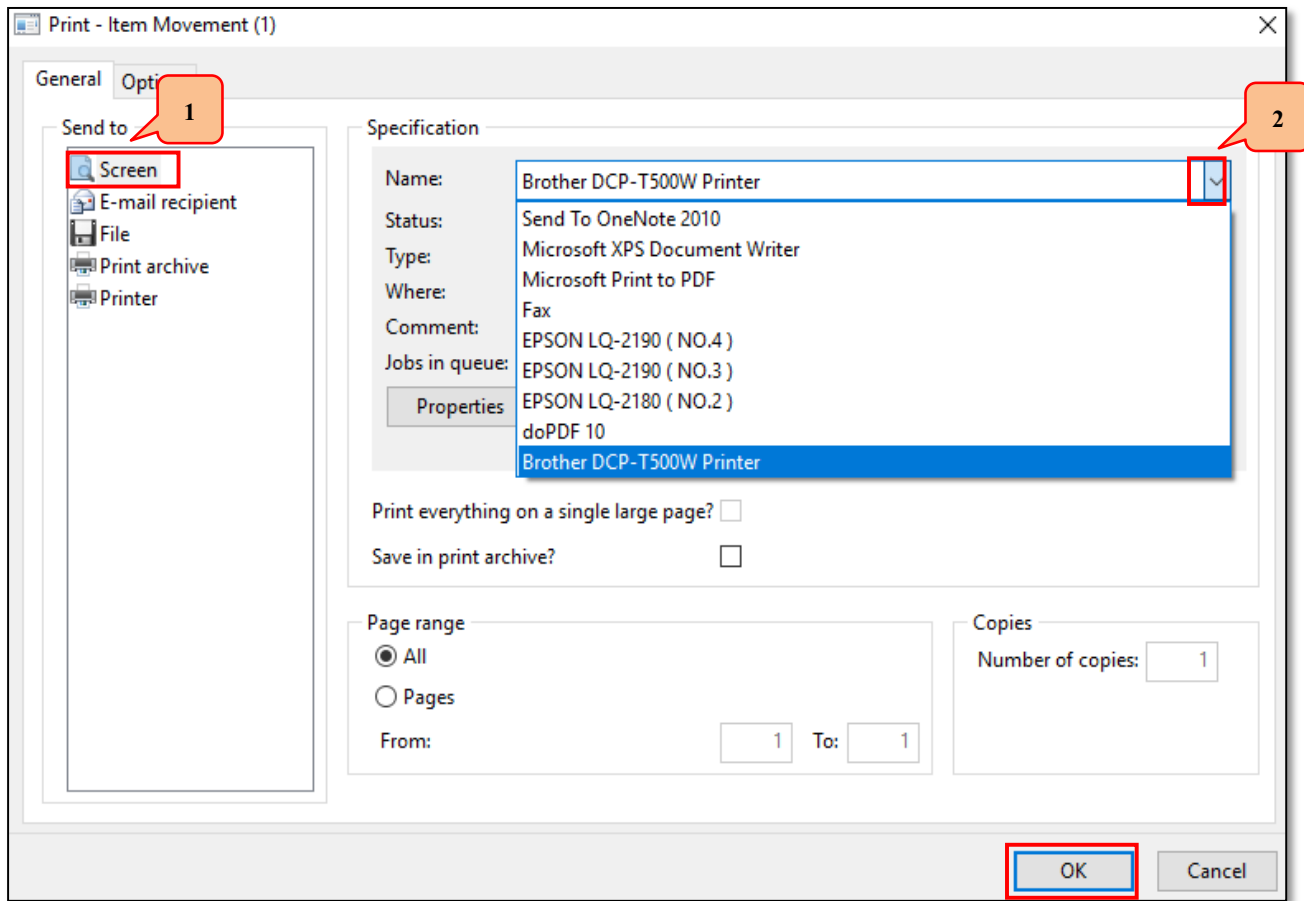 Print - Item Movement (1)
General
Opti
1
2
Send to
Screen
E-mail recipient
File
Print archive
Printer
Specification
Name: Brother DCP-T500W Printer
Status:
Type:
Where:
Comment:
Jobs in queue:
Properties
Send To OneNote 2010
Microsoft XPS Document Writer
Microsoft Print to PDF
Fax
EPSON LQ-2190 ( NO.4 )
EPSON LQ-2190 ( NO.3 )
EPSON LQ-2180 ( NO.2 )
doPDF 10
Brother DCP-T500W Printer
Print everything on a single large page?
Save in print archive?
Page range
All
Pages
From: 1 To: 1
Copies
Number of copies: 1
OK
Cancel